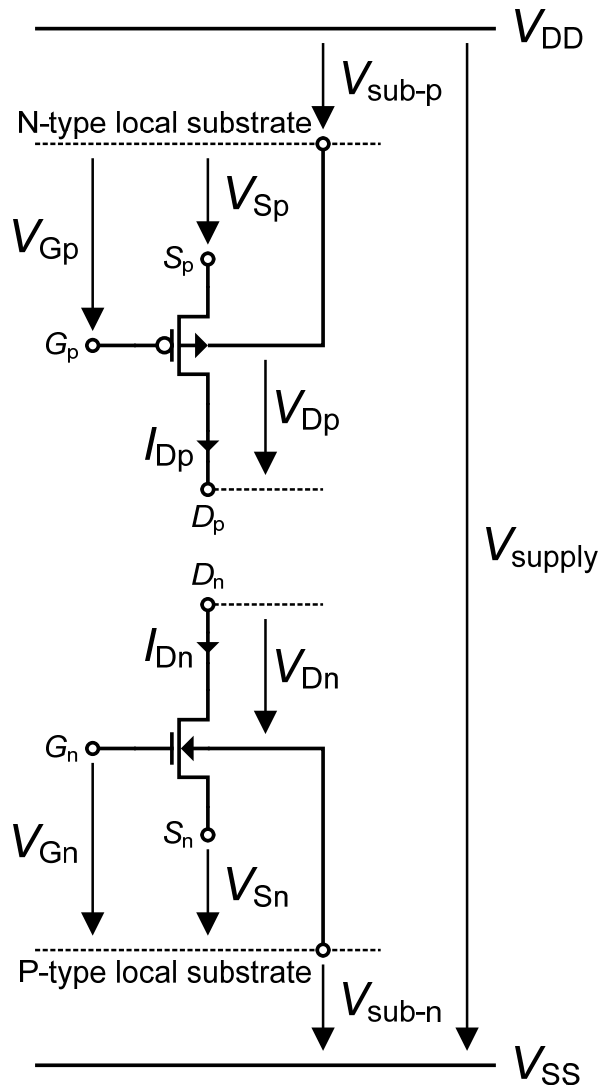 VDD
Vsub-p
N-type local substrate
VSp
VGp
Sp
Gp
VDp
IDp
Dp
Vsupply
Dn
IDn
VDn
Gn
VGn
Sn
VSn
P-type local substrate
Vsub-n
VSS